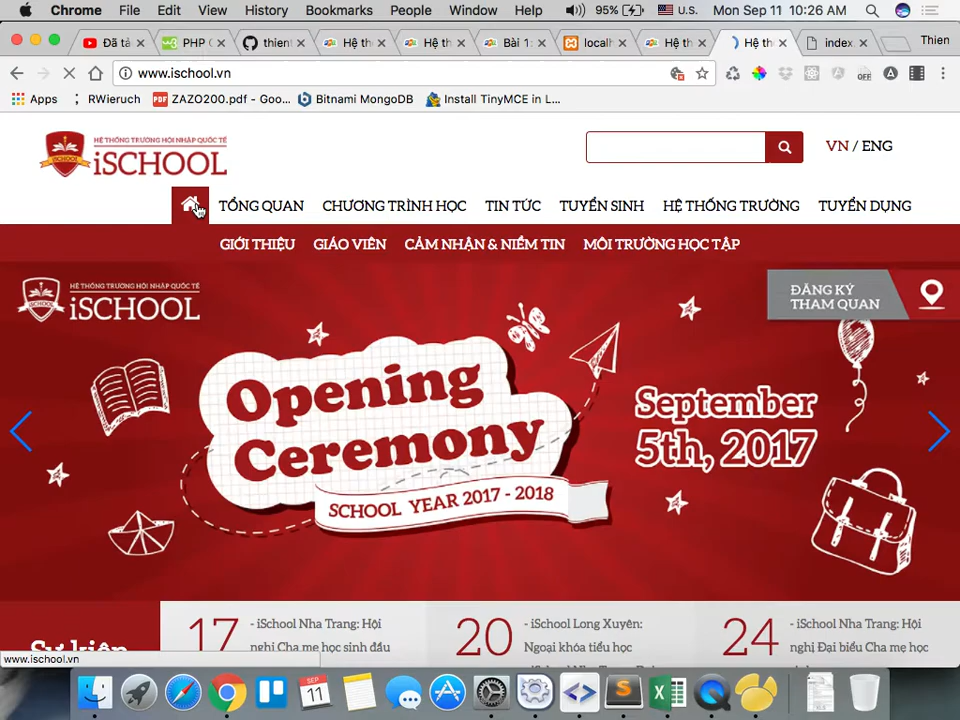 Chrome File Edit View History Bookmarks People Window Help 95% U.S. Mon Sep 11 10:26 AM
Đã tả PHP thient Hệ th Hệ th Bài 1: localh Hệ th Hệ th index. Thien
www.ischool.vn
OFF
Apps RWieruch ZAZO200.pdf - Goo... Bitnami MongoDB Install TinyMCE in L...
HỆ THỐNG TRƯỜNG HỘI NHẬP QUỐC TẾ
iSCHOOL
VN / ENG
TỔNG QUAN CHƯƠNG TRÌNH HỌC TIN TỨC TUYỂN SINH HỆ THỐNG TRƯỜNG TUYỂN DỤNG
GIỚI THIỆU GIÁO VIÊN CẢM NHẬN & NIỀM TIN MÔI TRƯỜNG HỌC TẬP
HỆ THỐNG TRƯỜNG HỘI NHẬP QUỐC TẾ
iSCHOOL
ĐĂNG KÝ
THAM QUAN
Opening
Ceremony
SCHOOL YEAR 2017 - 2018
September
5th, 2017
Sự kiện
17 - iSchool Nha Trang: Hội
nghị Cha mẹ học sinh đầu
20 - iSchool Long Xuyên:
Ngoại khóa tiểu học
24 - iSchool Nha Trang: Hội
nghị Đại biểu Cha mẹ học
www.ischool.vn
SEP
11